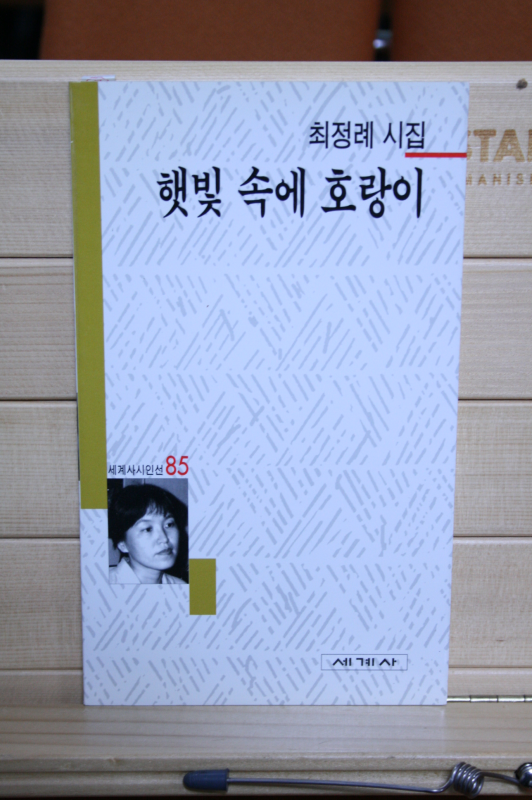 최정례 시집
햇빛 속에 호랑이
세계사시인선 85
세계사